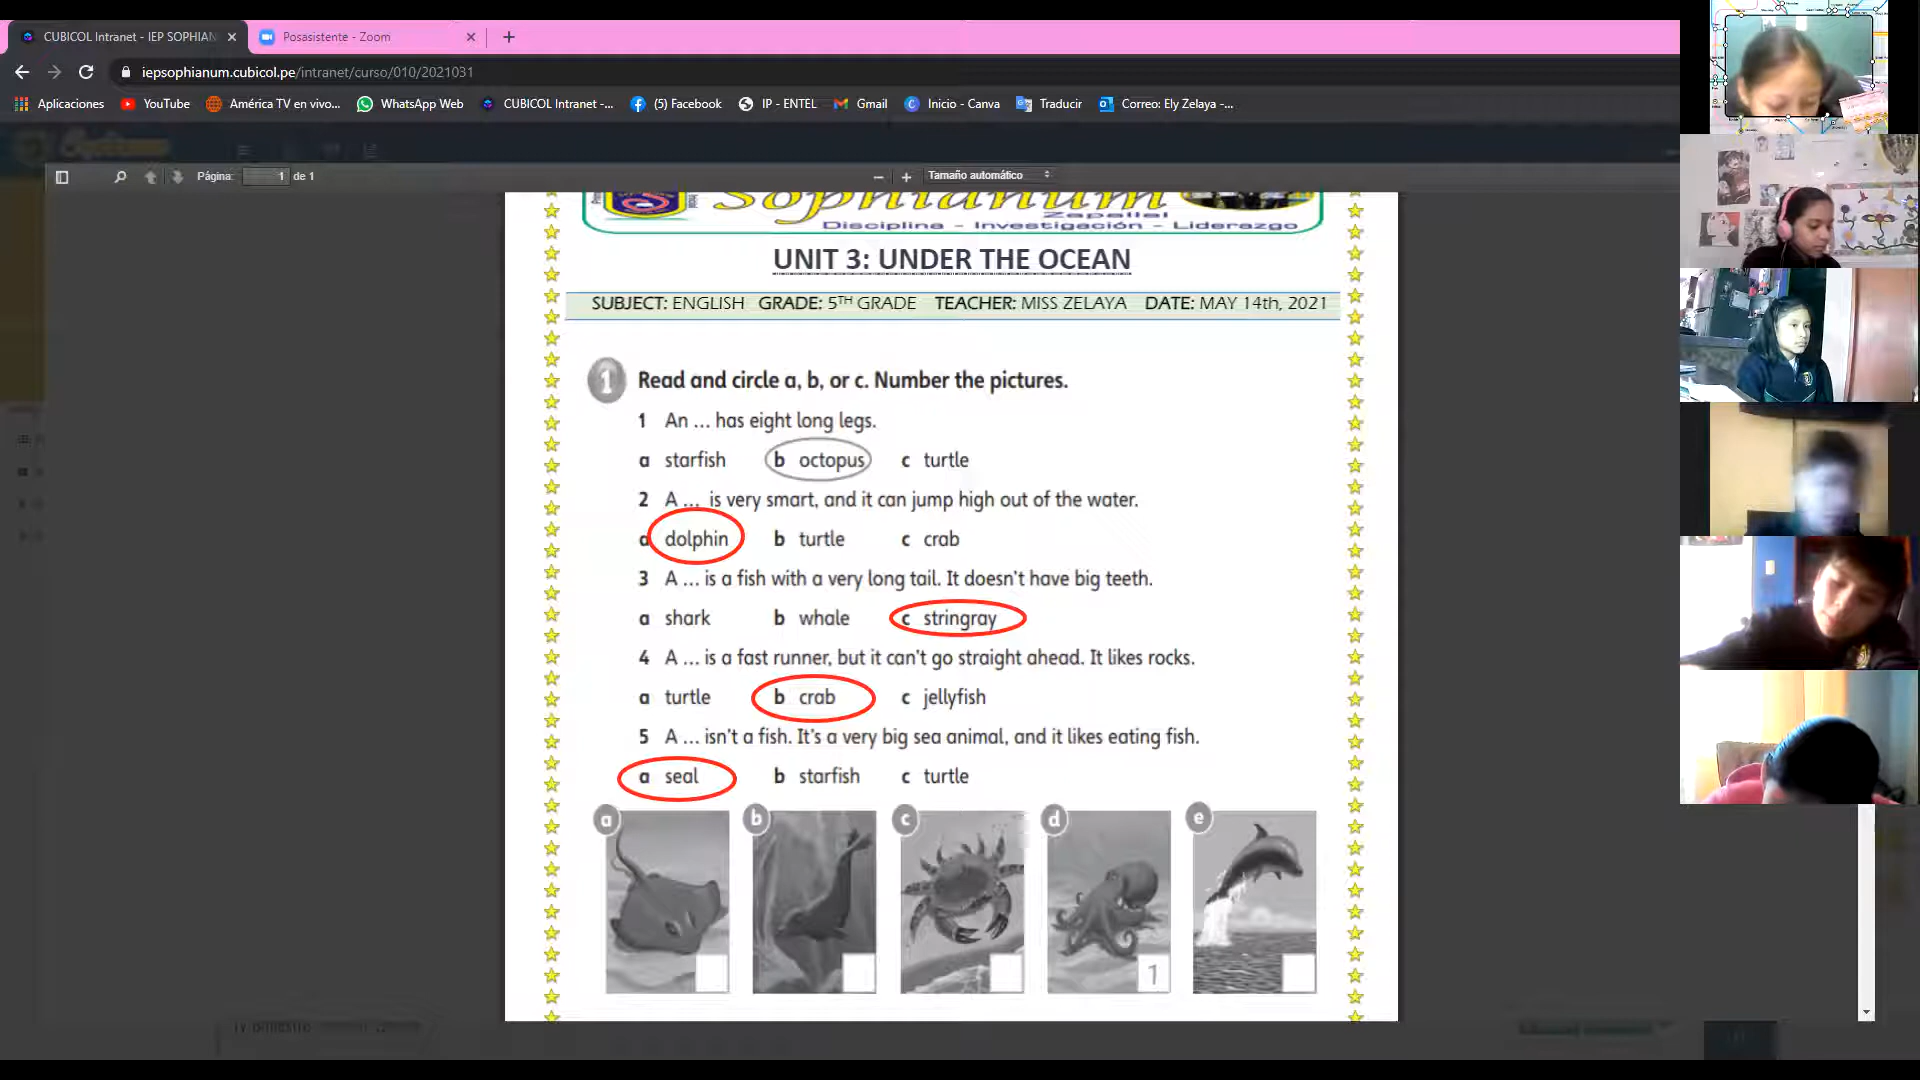 CUBICOL Intranet - IEP SOPHIAN
Posasistente - Zoom
iepsophianum.cubicol.pe/intranet/curso/010/2021031
Aplicaciones YouTube América TV en vivo... WhatsApp Web CUBICOL Intranet -... (5) Facebook IP - ENTEL Gmail Inicio - Canva Traducir Correo: Ely Zelaya -...
Página: 1 de 1 Tamaño automático
Sophianum
Zapallal
Disciplina - Investigación - Liderazgo
UNIT 3: UNDER THE OCEAN
SUBJECT: ENGLISH GRADE: 5TH GRADE TEACHER: MISS ZELAYA DATE: MAY 14th, 2021
1 Read and circle a, b, or c. Number the pictures.
1 An ... has eight long legs.
a starfish b octopus c turtle
2 A ... is very smart, and it can jump high out of the water.
a dolphin b turtle c crab
3 A ... is a fish with a very long tail. It doesn't have big teeth.
a shark b whale c stringray
4 A ... is a fast runner, but it can't go straight ahead. It likes rocks.
a turtle b crab c jellyfish
5 A ... isn't a fish. It's a very big sea animal, and it likes eating fish.
a seal b starfish c turtle
a b c d e
1